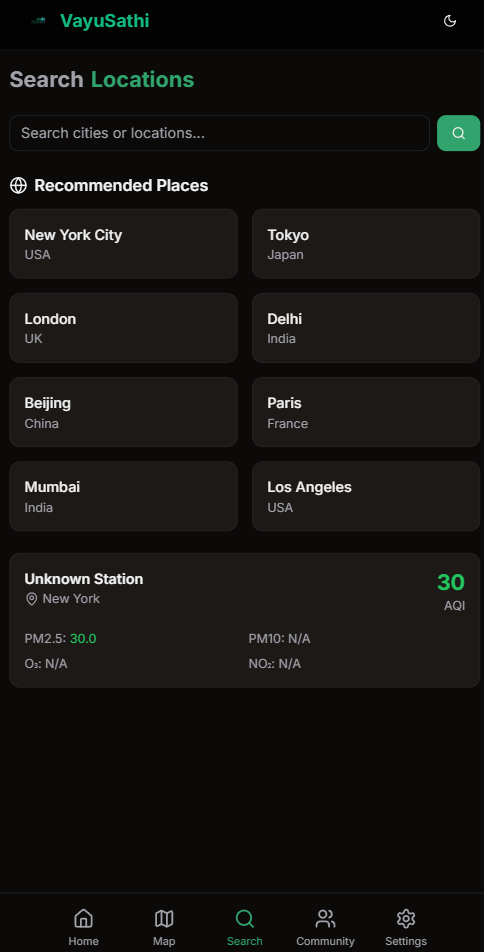 VayuSathi
Search Locations
Search cities or locations...
Recommended Places
New York City
USA
Tokyo
Japan
London
UK
Delhi
India
Beijing
China
Paris
France
Mumbai
India
Los Angeles
USA
Unknown Station
New York
30
AQI
PM2.5: 30.0
PM10: N/A
O₃: N/A
NO₂: N/A
Home
Map
Search
Community
Settings